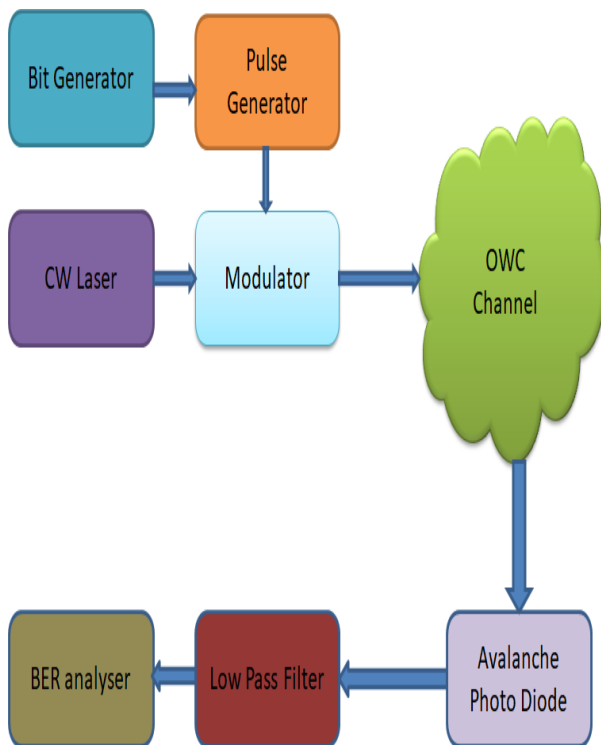 Bit Generator
Pulse
Generator
CW Laser
Modulator
OWC
Channel
BER analyser
Low Pass Filter
Avalanche
Photo Diode